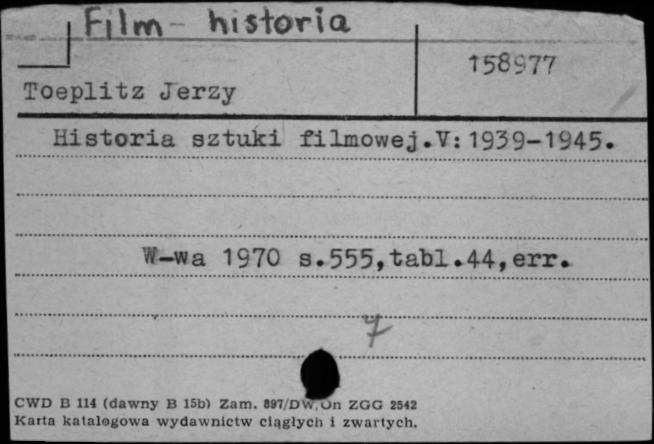 Film - historia
158977
Toeplitz Jerzy
Historia sztuki filmowej.V:1939-1945.
W-wa 1970 s.555,tabl.44,err.
7
CWD B 114 (dawny B 15b) Zam. 897/DW,On ZGG 2542
Karta katalogowa wydawnictw ciągłych i zwartych.